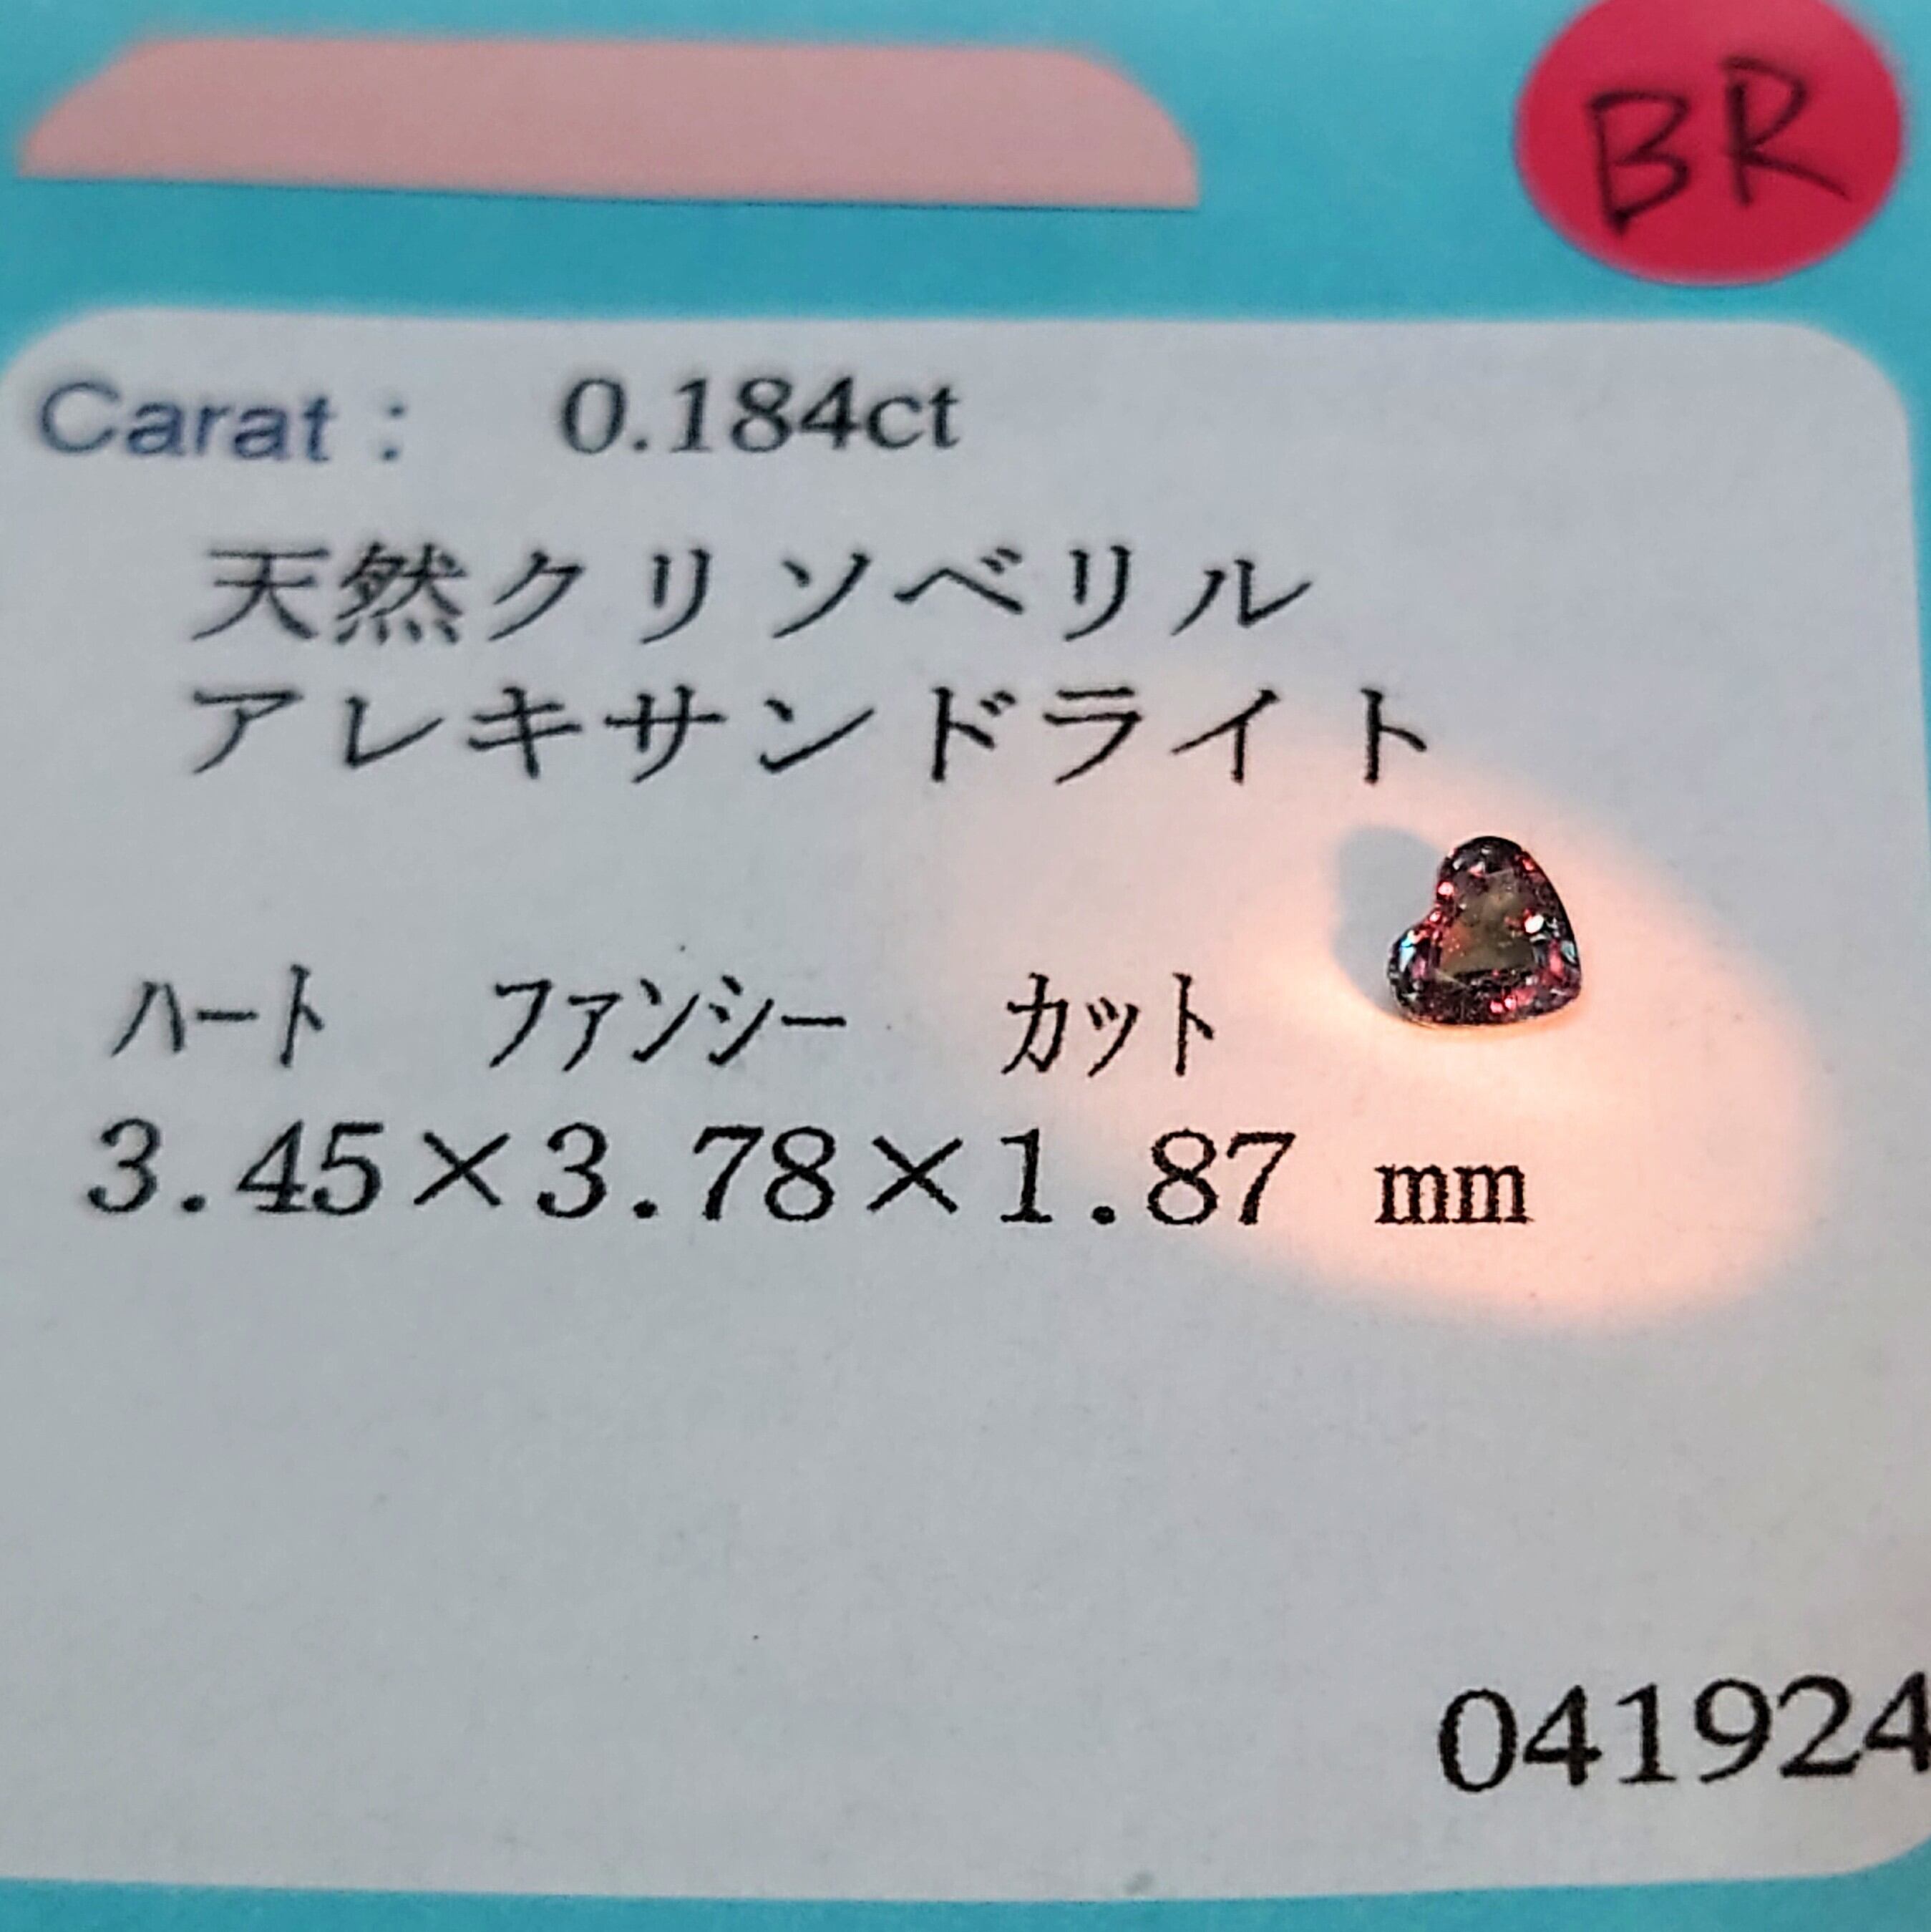 BR
Carat : 0.184ct
天然クリソベリル
アレキサンドライト
ハート ファンシー カット
3.45×3.78×1.87 mm
041924